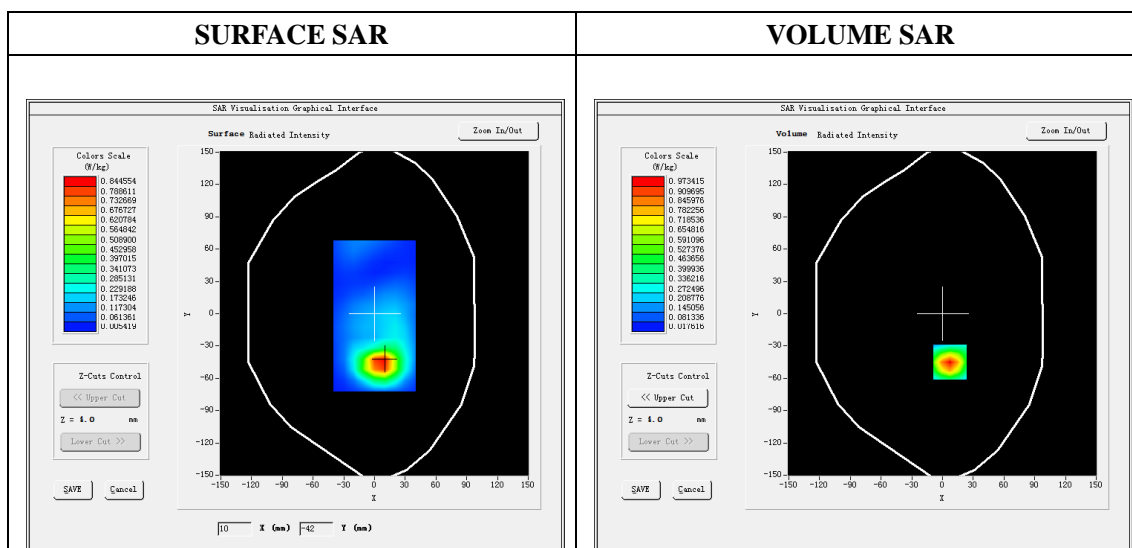 SURFACE SAR
VOLUME SAR
SAR Visualisation Graphical Interface
Surface Radiated Intensity
Zoom In/Out
Colors Scale
(W/kg)
0.844554
0.788611
0.732669
0.676727
0.620784
0.564842
0.508900
0.452958
0.397015
0.341073
0.285131
0.229188
0.173246
0.117304
0.061361
0.005419
150
120
90
60
30
0
-30
-60
-90
-120
-150
Y
-150 -120 -90 -60 -30 0 30 60 90 120 150
X
Z-Cuts Control
<< Upper Cut
Z = 4.0 mm
Lower Cut >>
SAVE Cancel
10 X (mm) -42 Y (mm)
SAR Visualisation Graphical Interface
Volume Radiated Intensity
Zoom In/Out
Colors Scale
(W/kg)
0.973415
0.909695
0.845976
0.782256
0.718536
0.654816
0.591096
0.527376
0.463656
0.399936
0.336216
0.272496
0.208776
0.145056
0.081336
0.017616
150
120
90
60
30
0
-30
-60
-90
-120
-150
Y
-150 -120 -90 -60 -30 0 30 60 90 120 150
X
Z-Cuts Control
<< Upper Cut
Z = 4.0 mm
Lower Cut >>
SAVE Cancel